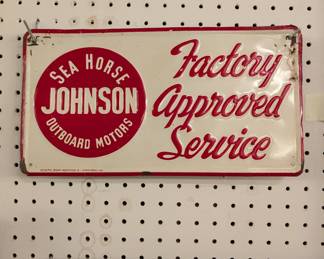 SEA HORSE
JOHNSON
OUTBOARD MOTORS
Factory
Approved
Service